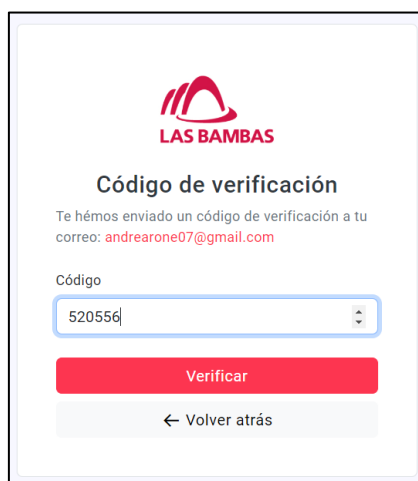 LAS BAMBAS
Código de verificación
Te hémos enviado un código de verificación a tu
correo: andrearone07@gmail.com
Código
520556
Verificar
← Volver atrás